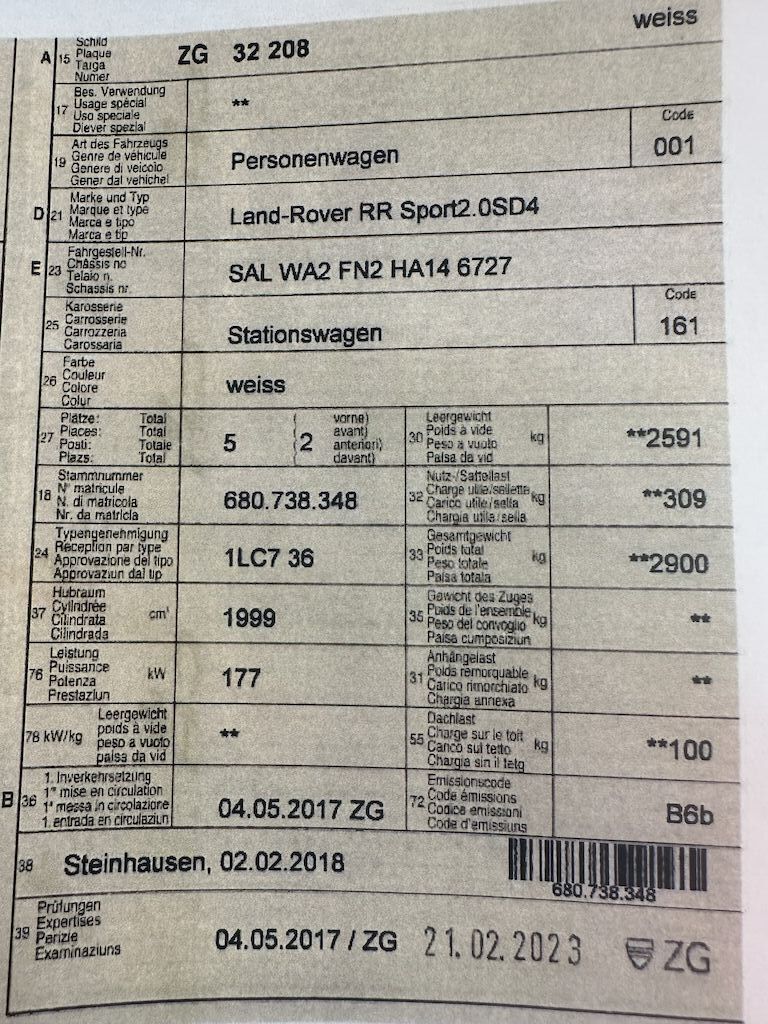 weiss
A 15 Schild
Plaque
Targa
Numer
ZG 32 208
17 Bes. Verwendung
Usage spécial
Uso speciale
Diever spezial
**
19 Art des Fahrzeugs
Genre de véhicule
Genere di veicolo
Gener dal vehichel
Personenwagen
Code
001
D 21 Marke und Typ
Marque et type
Marca e tipo
Marca e tip
Land-Rover RR Sport2.0SD4
E 23 Fahrgestell-Nr.
Châssis no
Telaio n.
Schassis nr.
SAL WA2 FN2 HA14 6727
25 Karosserie
Carrosserie
Carrozzeria
Carossaria
Stationswagen
Code
161
26 Farbe
Couleur
Colore
Colur
weiss
27 Plätze: Total
Places: Total
Posti: Totale
Plazs: Total
5 ( 2 vorne)
avant)
anteriori)
davant)
30 Leergewicht
Poids à vide
Peso a vuoto
Paisa da vid
kg
**2591
18 Stammnummer
N° matricule
N. di matricola
Nr. da matricla
680.738.348
32 Nutz-/Sattellast
Charge utile/sellette
Carico utile/sella
Chargia utila/sella
kg
**309
24 Typengenehmigung
Réception par type
Approvazione del tipo
Approvaziun dal tip
1LC7 36
33 Gesamtgewicht
Poids total
Peso totale
Paisa totala
kg
**2900
37 Hubraum
Cylindrée
Cilindrata
Cilindrada
cm³
1999
35 Gewicht des Zuges
Poids de l'ensemble
Peso del convoglio
Paisa cumposiziun
kg
**
76 Leistung
Puissance
Potenza
Prestaziun
kW
177
31 Anhängelast
Poids remorquable
Carico rimorchiato
Chargia annexa
kg
**
78 kW/kg Leergewicht
poids à vide
peso a vuoto
paisa da vid
**
55 Dachlast
Charge sur le toit
Carico sul tetto
Chargia sin il tetg
kg
**100
B 36 1. Inverkehrsetzung
1re mise en circulation
1a messa in circolazione
1. entrada en circulaziun
04.05.2017 ZG
72 Emissionscode
Code émissions
Codice emissioni
Code d'emissiuns
B6b
38 Steinhausen, 02.02.2018
680.738.348
39 Prüfungen
Expertises
Perizie
Examinaziuns
04.05.2017 / ZG 21.02.2023 ZG